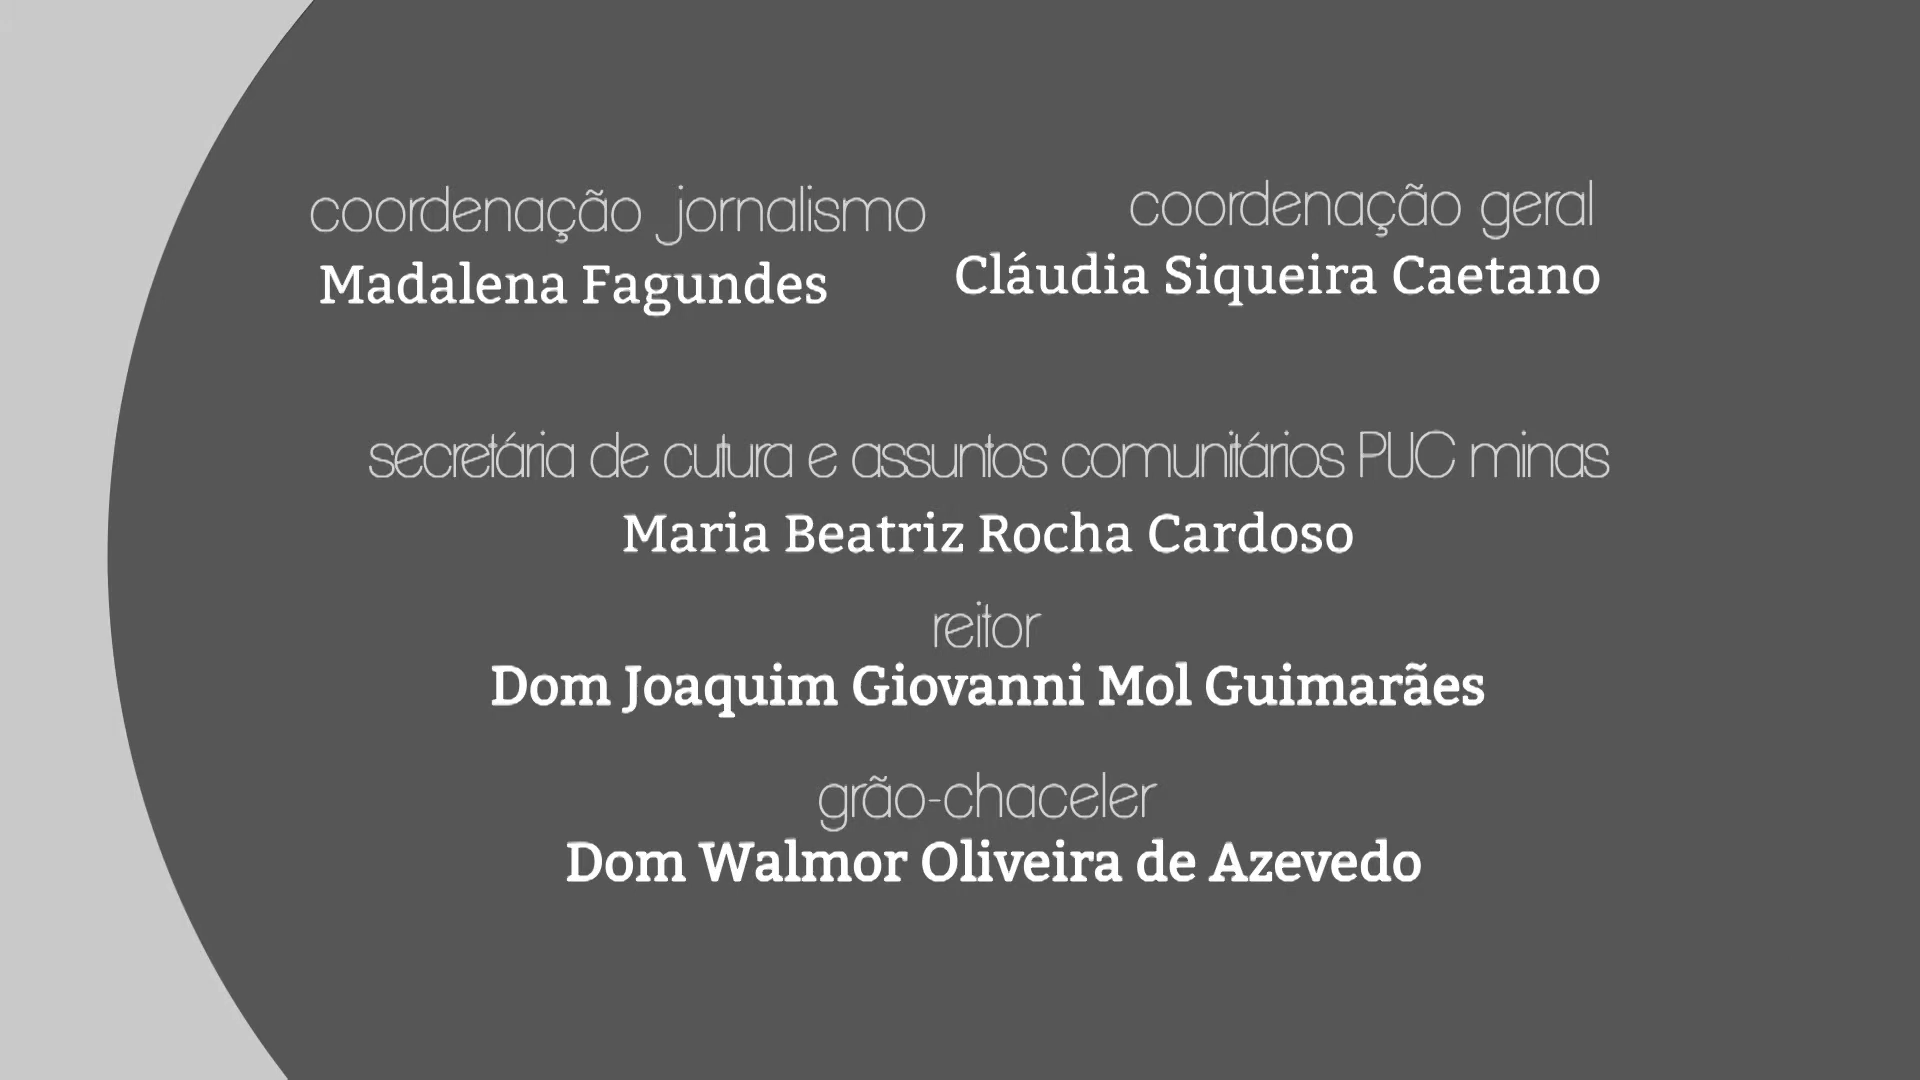 coordenação jornalismo
Madalena Fagundes
coordenação geral
Cláudia Siqueira Caetano
secretária de cultura e assuntos comunitários PUC minas
Maria Beatriz Rocha Cardoso
reitor
Dom Joaquim Giovanni Mol Guimarães
grão-chaceler
Dom Walmor Oliveira de Azevedo